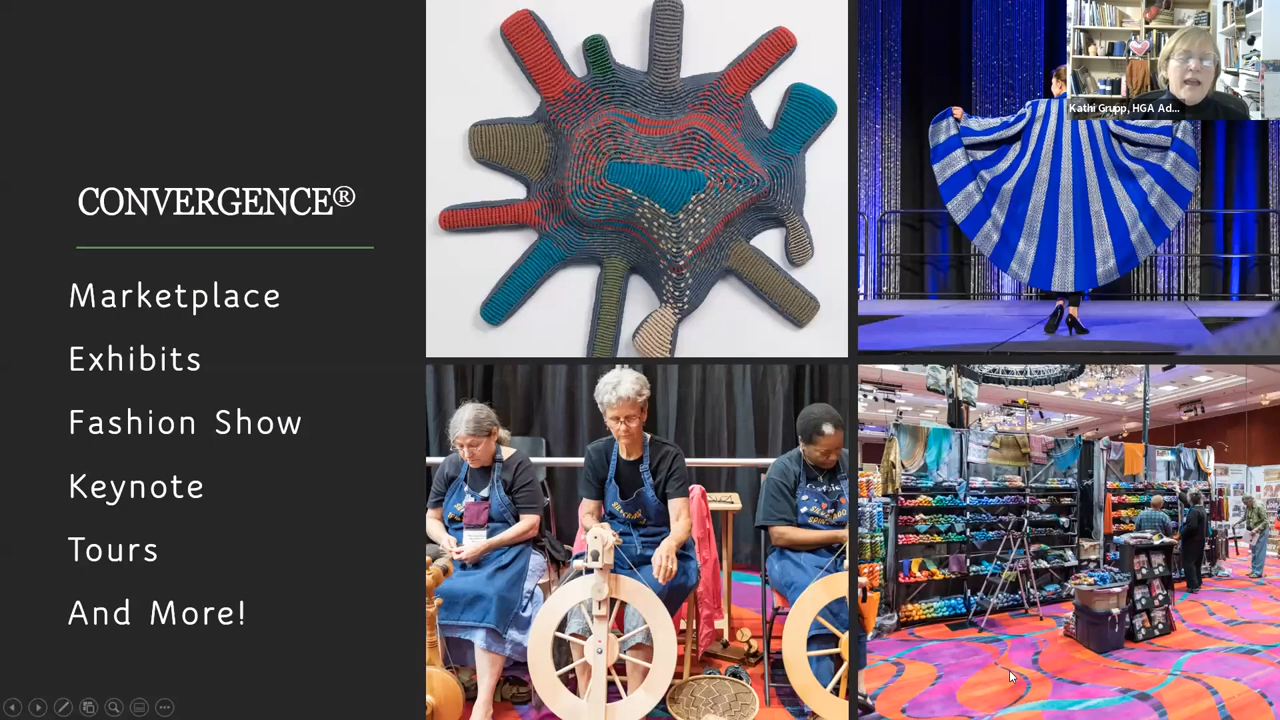 CONVERGENCE®
Marketplace
Exhibits
Fashion Show
Keynote
Tours
And More!
Kathi Grupp, HGA Ad...